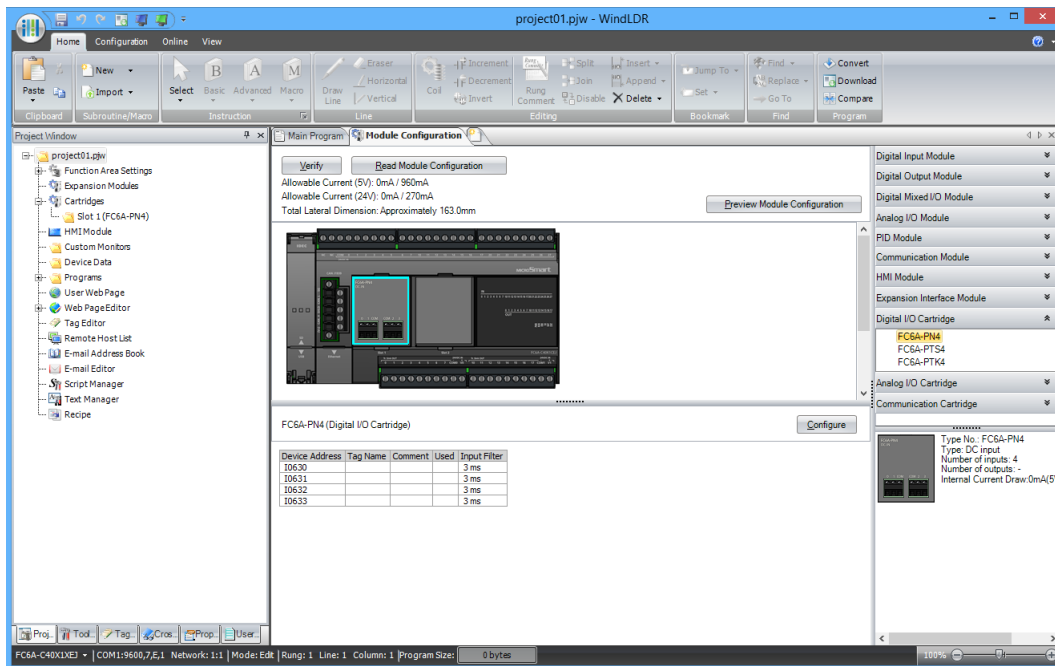 project01.pjw - WindLDR
Home Configuration Online View
Paste
New
Import
Select Basic Advanced Macro
Draw Line
Eraser
Horizontal
Vertical
Coil
Increment
Decrement
Invert
Rung Comment
Split
Join
Disable
Insert
Append
Delete
Jump To
Set
Find
Replace
Go To
Convert
Download
Compare
Clipboard Subroutine/Macro Instruction Line Editing Bookmark Find Program
Project Window
project01.pjw
Function Area Settings
Expansion Modules
Cartridges
Slot 1 (FC6A-PN4)
HMI Module
Custom Monitors
Device Data
Programs
User Web Page
Web Page Editor
Tag Editor
Remote Host List
E-mail Address Book
E-mail Editor
Script Manager
Text Manager
Recipe
Proj... Tool... Tag... Cros... Prop... User...
Main Program Module Configuration
Verify Read Module Configuration
Allowable Current (5V): 0mA / 960mA
Allowable Current (24V): 0mA / 270mA
Total Lateral Dimension: Approximately 163.0mm
Preview Module Configuration
MICROSmart
FC6A-PN4 (Digital I/O Cartridge)
Configure
Device Address Tag Name Comment Used Input Filter
I0630 3 ms
I0631 3 ms
I0632 3 ms
I0633 3 ms
Digital Input Module
Digital Output Module
Digital Mixed I/O Module
Analog I/O Module
PID Module
Communication Module
HMI Module
Expansion Interface Module
Digital I/O Cartridge
FC6A-PN4
FC6A-PTS4
FC6A-PTK4
Analog I/O Cartridge
Communication Cartridge
Type No.: FC6A-PN4
Type: DC input
Number of inputs: 4
Number of outputs: -
Internal Current Draw:0mA(5
FC6A-C40X1XEJ COM1:9600,7,E,1 Network: 1:1 Mode: Edit Rung: 1 Line: 1 Column: 1 Program Size: 0 bytes
100%